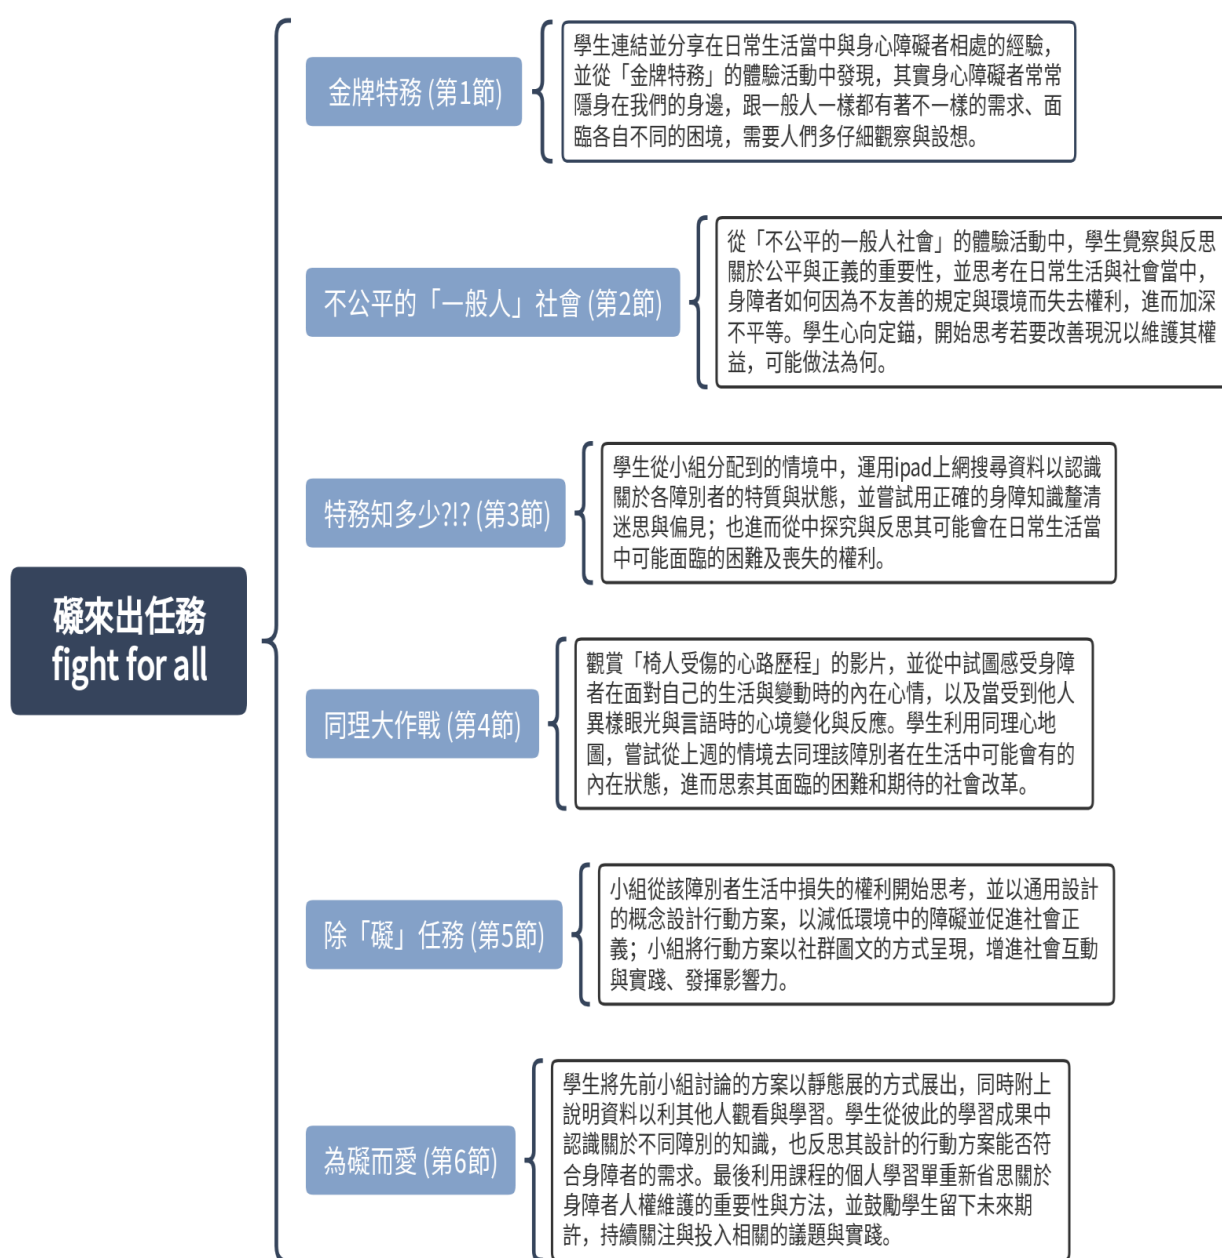 礙來出任務
fight for all
金牌特務 (第1節)
學生連結並分享在日常生活當中與身心障礙者相處的經驗，
並從「金牌特務」的體驗活動中發現，其實身心障礙者常常
隱身在我們的身邊，跟一般人一樣都有著不一樣的需求、面
臨各自不同的困境，需要人們多仔細觀察與設想。
不公平的「一般人」社會 (第2節)
從「不公平的一般人社會」的體驗活動中，學生覺察與反思
關於公平與正義的重要性，並思考在日常生活與社會當中，
身障者如何因為不友善的規定與環境而失去權利，進而加深
不平等。學生心向定錨，開始思考若要改善現況以維護其權
益，可能做法為何。
特務知多少?!? (第3節)
學生從小組分配到的情境中，運用ipad上網搜尋資料以認識
關於各障別者的特質與狀態，並嘗試用正確的身障知識釐清
迷思與偏見；也進而從中探究與反思其可能會在日常生活當
中可能面臨的困難及喪失的權利。
同理大作戰 (第4節)
觀賞「椅人受傷的心路歷程」的影片，並從中試圖感受身障
者在面對自己的生活與變動時的內在心情，以及當受到他人
異樣眼光與言語時的心境變化與反應。學生利用同理心地
圖，嘗試從上週的情境去同理該障別者在生活中可能會有的
內在狀態，進而思索其面臨的困難和期待的社會改革。
除「礙」任務 (第5節)
小組從該障別者生活中損失的權利開始思考，並以通用設計
的概念設計行動方案，以減低環境中的障礙並促進社會正
義；小組將行動方案以社群圖文的方式呈現，增進社會互動
與實踐、發揮影響力。
為礙而愛 (第6節)
學生將先前小組討論的方案以靜態展的方式展出，同時附上
說明資料以利其他人觀看與學習。學生從彼此的學習成果中
認識關於不同障別的知識，也反思其設計的行動方案能否符
合身障者的需求。最後利用課程的個人學習單重新省思關於
身障者人權維護的重要性與方法，並鼓勵學生留下未來期
許，持續關注與投入相關的議題與實踐。